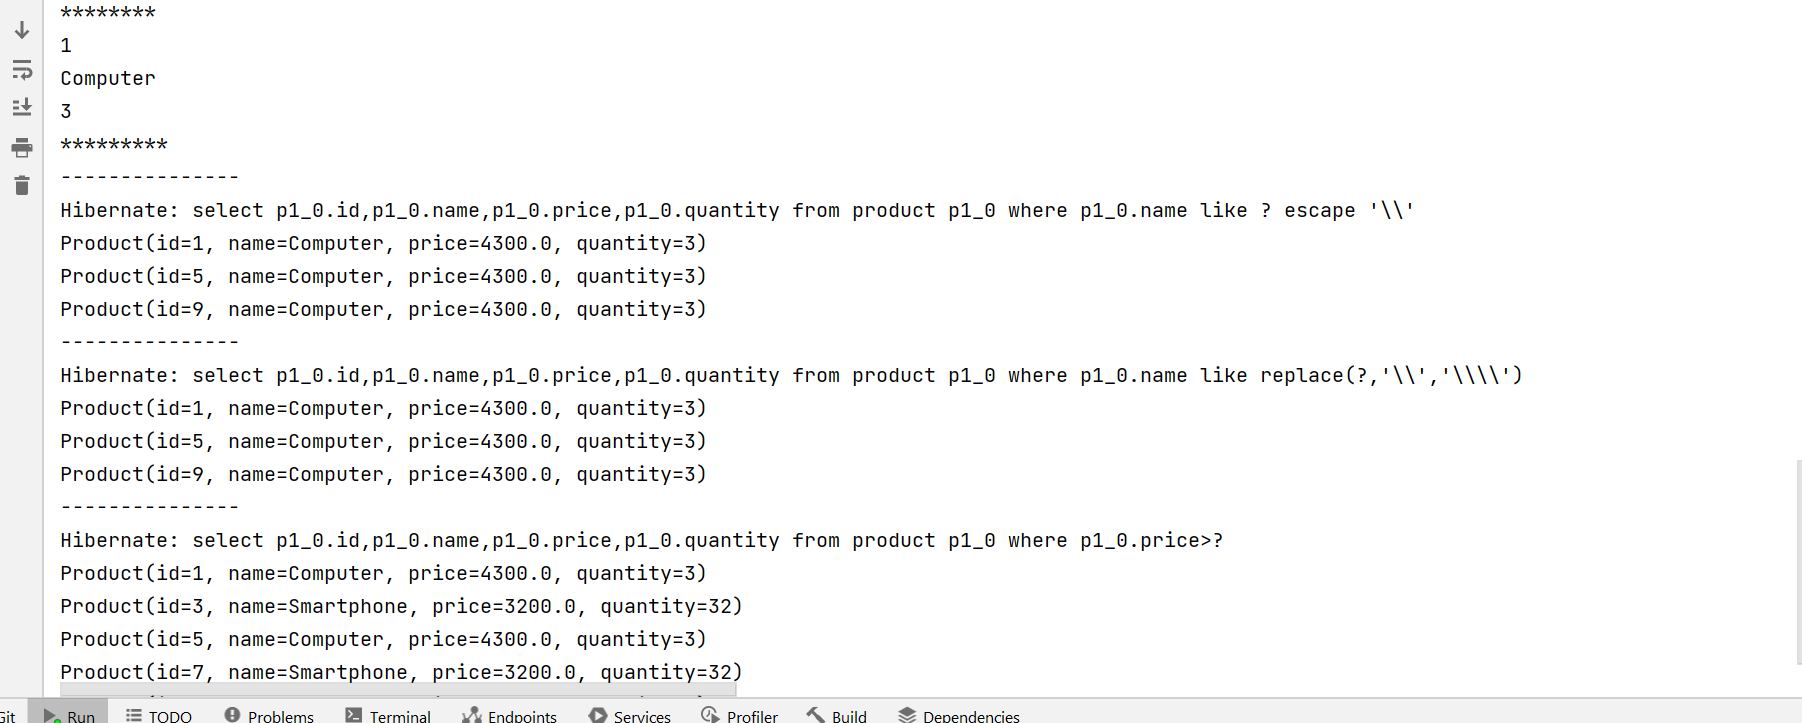 ********
1
Computer
3
*********
---------------
Hibernate: select p1_0.id,p1_0.name,p1_0.price,p1_0.quantity from product p1_0 where p1_0.name like ? escape '\\'
Product(id=1, name=Computer, price=4300.0, quantity=3)
Product(id=5, name=Computer, price=4300.0, quantity=3)
Product(id=9, name=Computer, price=4300.0, quantity=3)
---------------
Hibernate: select p1_0.id,p1_0.name,p1_0.price,p1_0.quantity from product p1_0 where p1_0.name like replace(?,'\\','\\\\')
Product(id=1, name=Computer, price=4300.0, quantity=3)
Product(id=5, name=Computer, price=4300.0, quantity=3)
Product(id=9, name=Computer, price=4300.0, quantity=3)
---------------
Hibernate: select p1_0.id,p1_0.name,p1_0.price,p1_0.quantity from product p1_0 where p1_0.price>?
Product(id=1, name=Computer, price=4300.0, quantity=3)
Product(id=3, name=Smartphone, price=3200.0, quantity=32)
Product(id=5, name=Computer, price=4300.0, quantity=3)
Product(id=7, name=Smartphone, price=3200.0, quantity=32)
Git Run TODO Problems Terminal Endpoints Services Profiler Build Dependencies